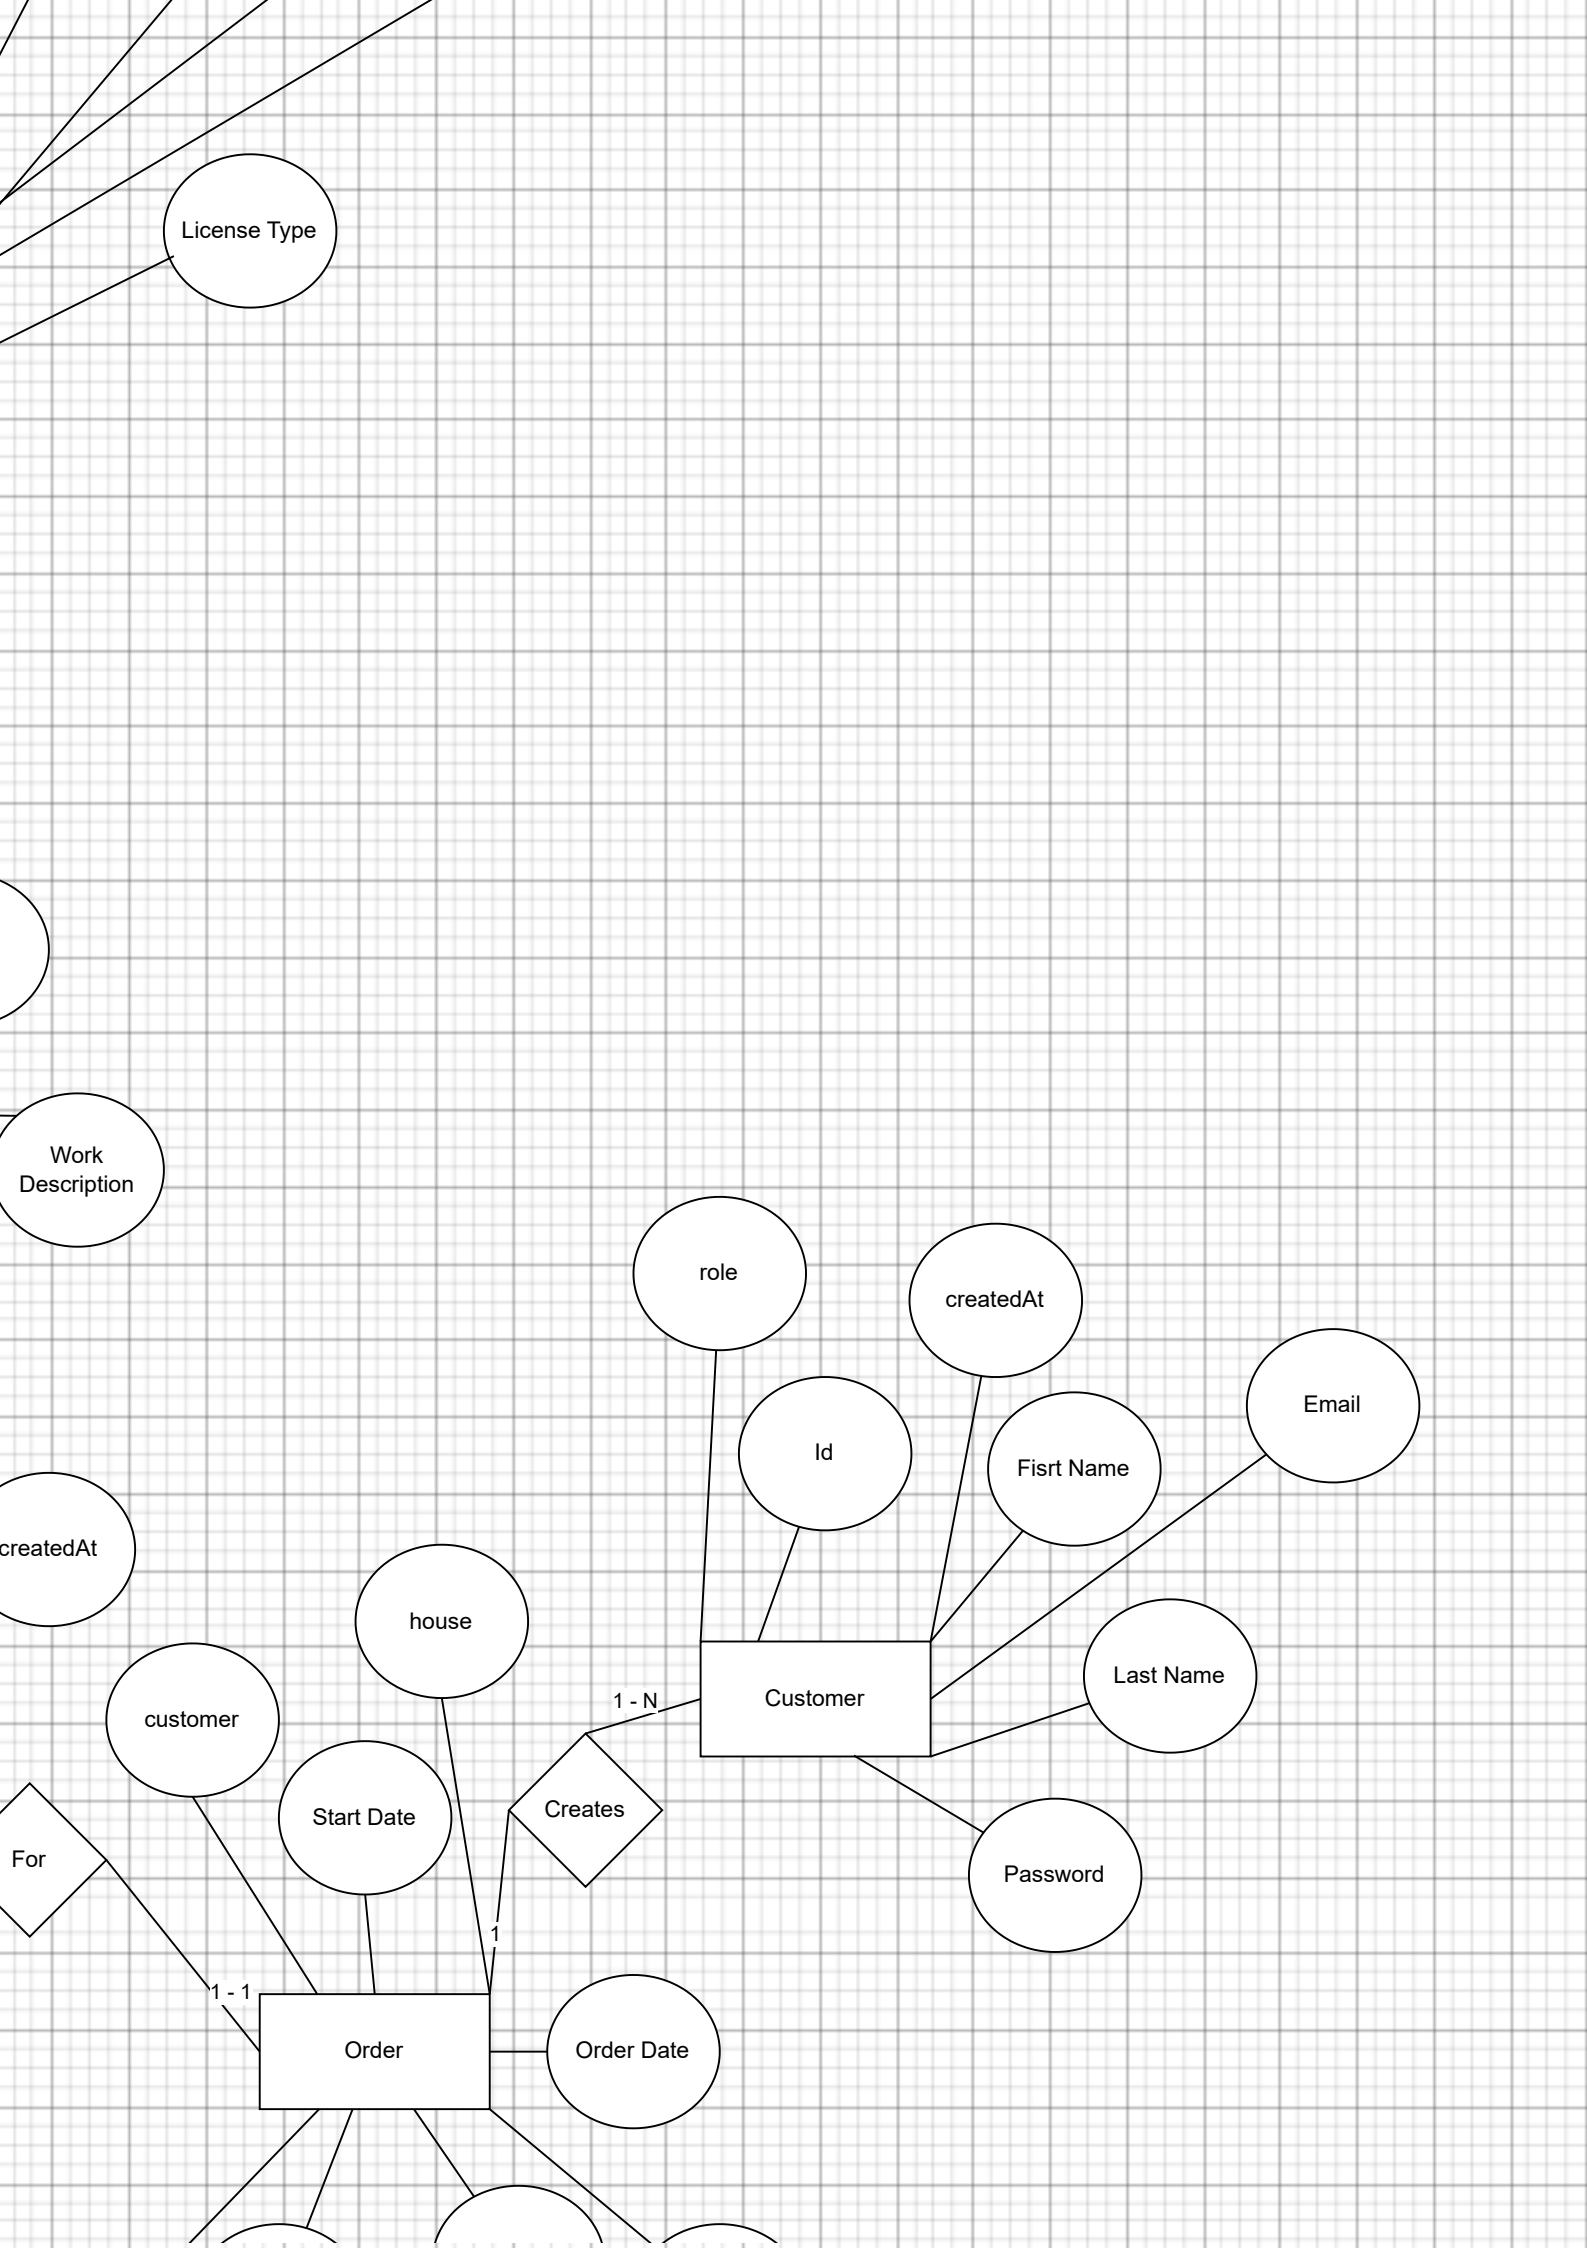 License Type
Work
Description
role
createdAt
Email
Id
Fisrt Name
createdAt
house
Last Name
customer
1 - N
Customer
Start Date
Creates
For
Password
1
1 - 1
Order
Order Date